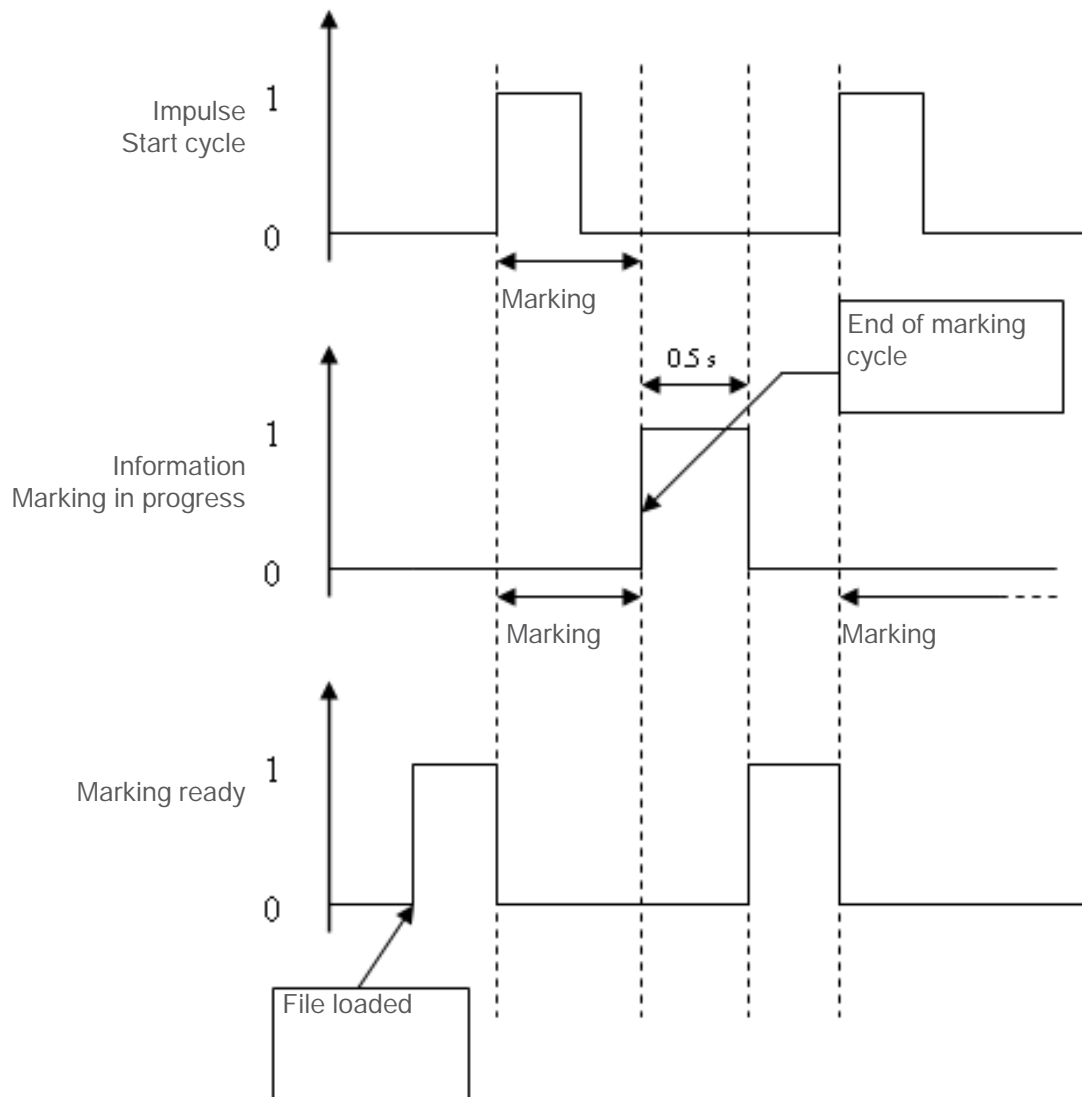 Impulse
Start cycle
1
0
Marking
End of marking
cycle
0.5 s
Information
Marking in progress
1
0
Marking
Marking
Marking ready
1
0
File loaded